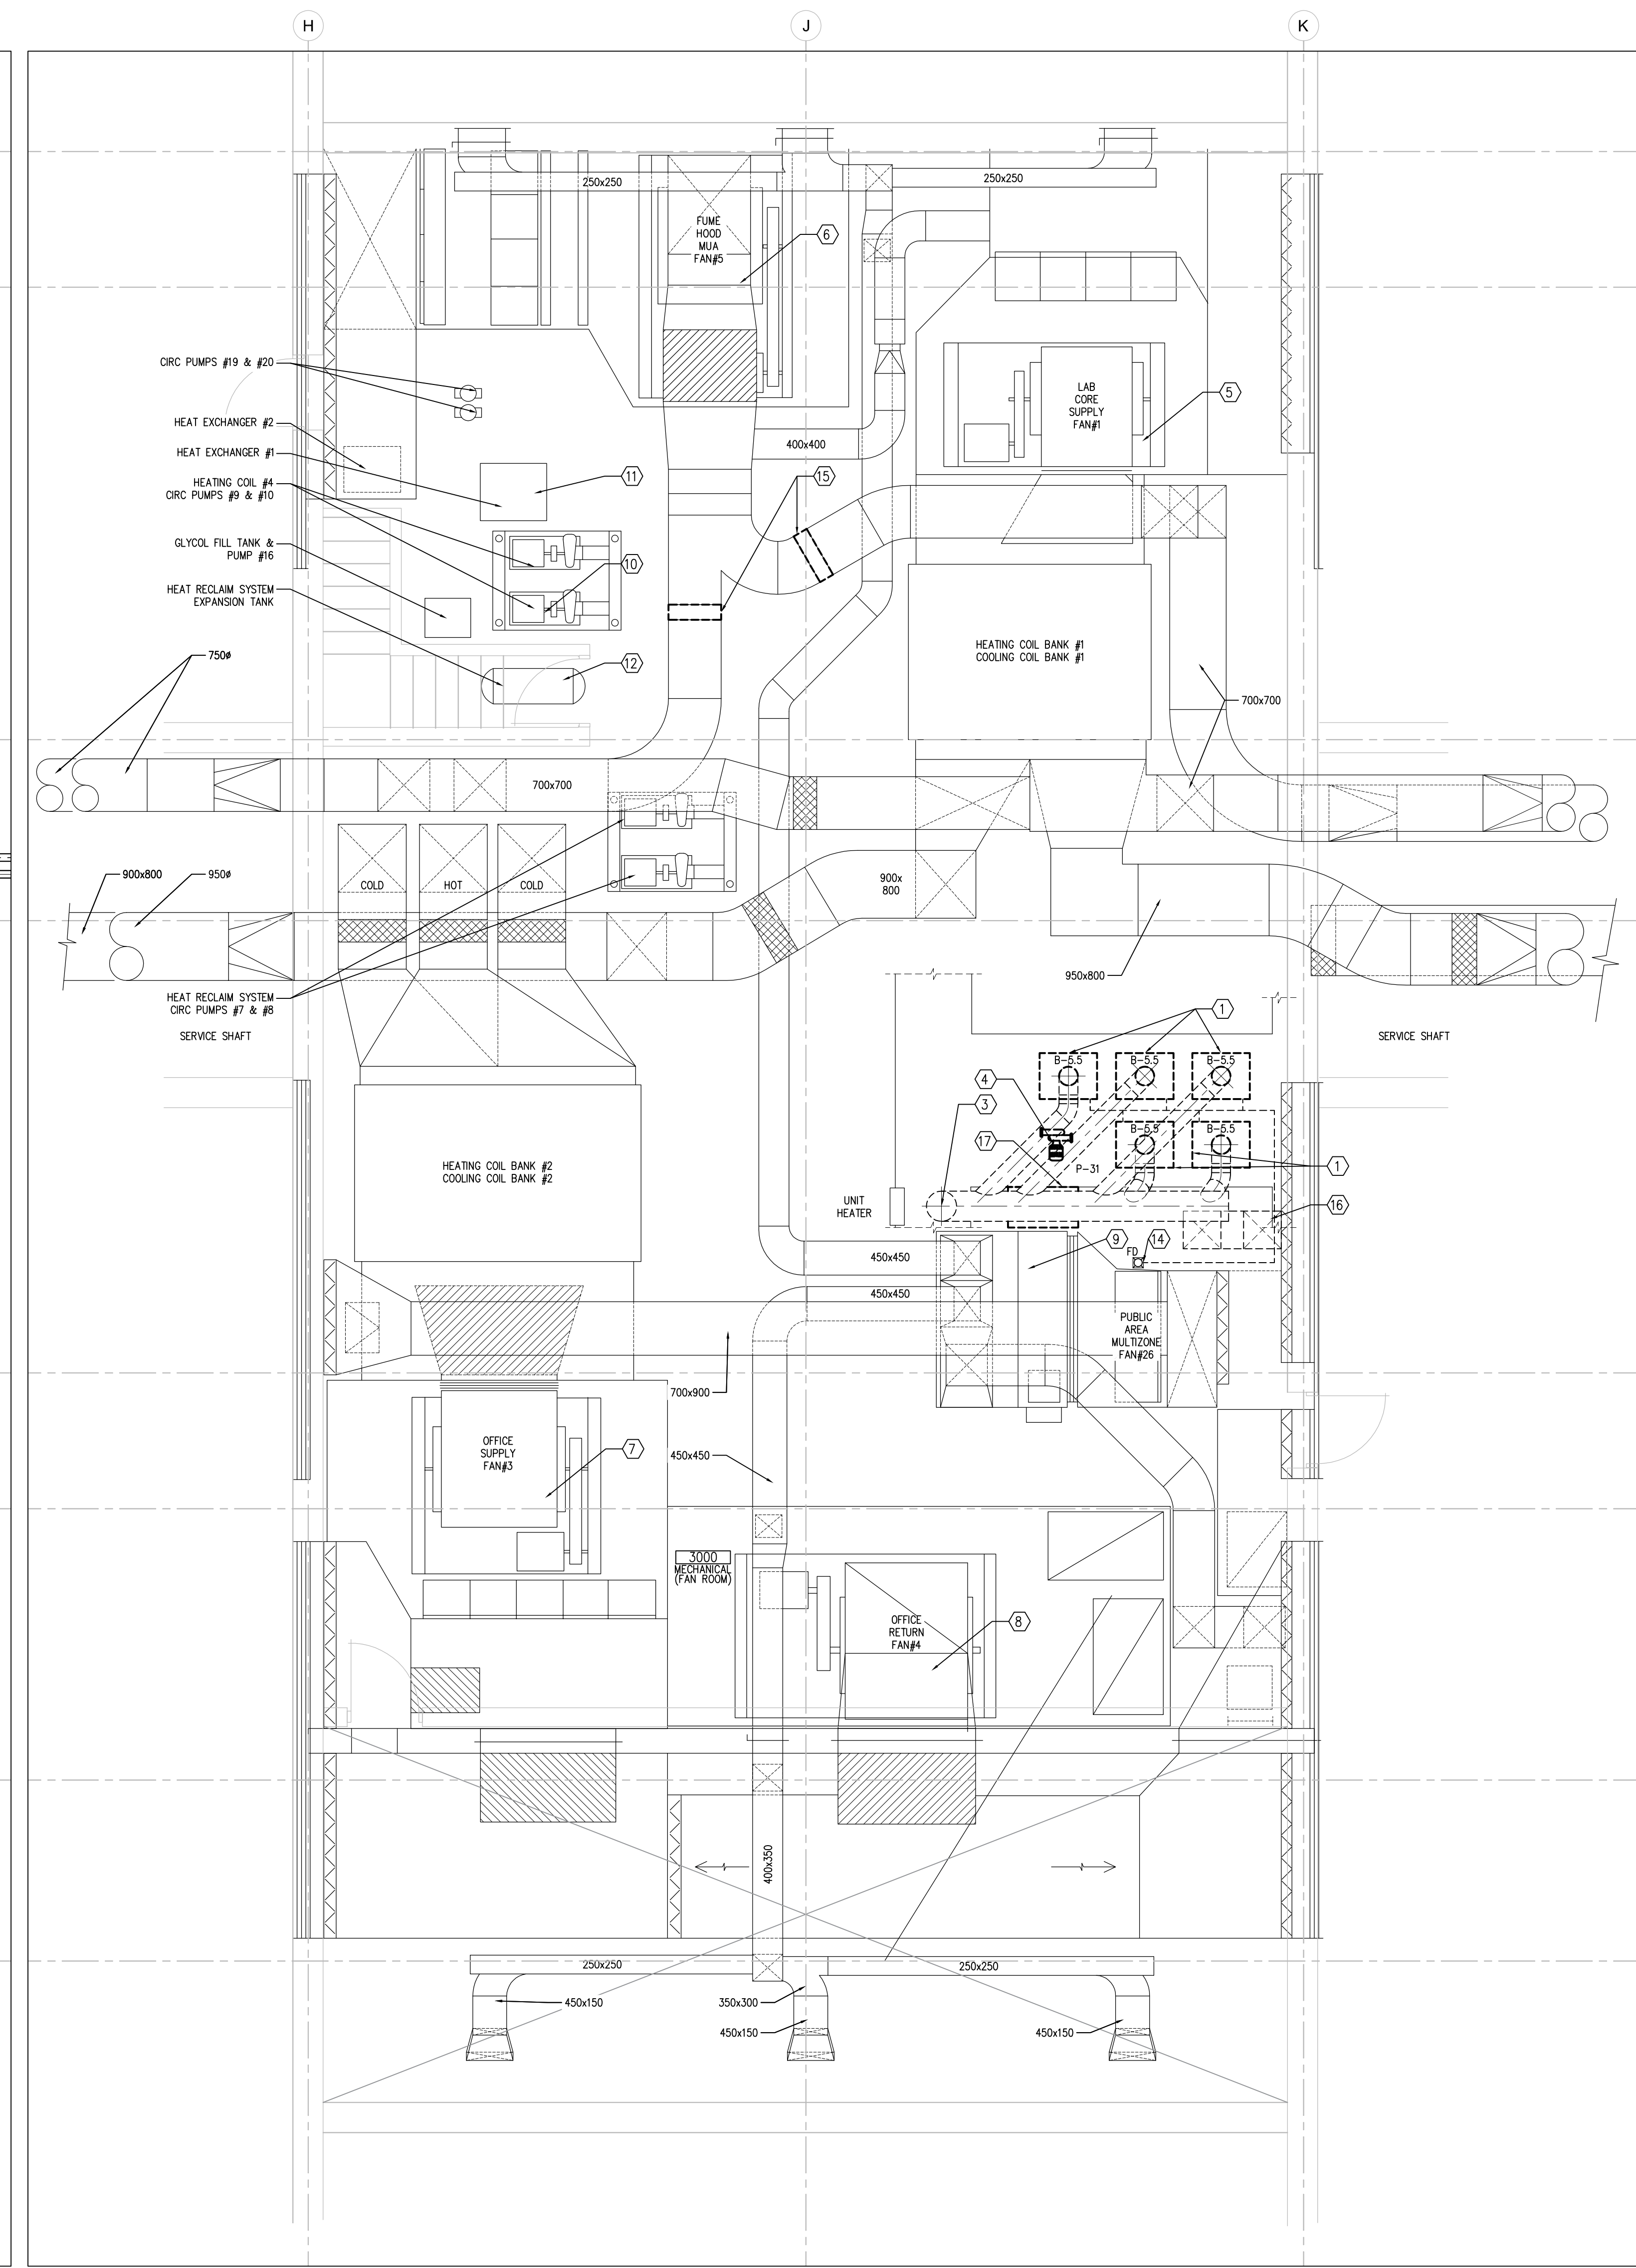 H
J
K
250x250
250x250
FUME
HOOD
MUA
FAN#5
6
CIRC PUMPS #19 & #20
LAB
CORE
SUPPLY
FAN#1
5
HEAT EXCHANGER #2
400x400
HEAT EXCHANGER #1
11
15
HEATING COIL #4
CIRC PUMPS #9 & #10
GLYCOL FILL TANK &
PUMP #16
10
HEAT RECLAIM SYSTEM
EXPANSION TANK
HEATING COIL BANK #1
COOLING COIL BANK #1
750ø
12
700x700
700x700
900x800
950ø
COLD
HOT
COLD
900x
800
950x800
HEAT RECLAIM SYSTEM
CIRC PUMPS #7 & #8
1
SERVICE SHAFT
SERVICE SHAFT
B-5.5
B-5.5
B-5.5
4
3
B-5.5
B-5.5
17
P-31
1
HEATING COIL BANK #2
COOLING COIL BANK #2
UNIT
HEATER
16
9
FD
14
450x450
450x450
PUBLIC
AREA
MULTIZONE
FAN#26
700x900
OFFICE
SUPPLY
FAN#3
7
450x450
3000
MECHANICAL
(FAN ROOM)
OFFICE
RETURN
FAN#4
8
400x350
250x250
250x250
450x150
350x300
450x150
450x150